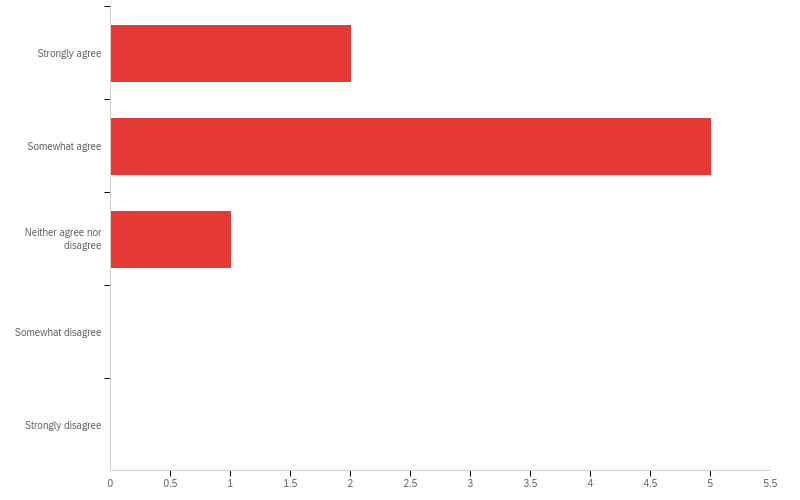 Strongly agree
Somewhat agree
Neither agree nor
disagree
Somewhat disagree
Strongly disagree
0 0.5 1 1.5 2 2.5 3 3.5 4 4.5 5 5.5